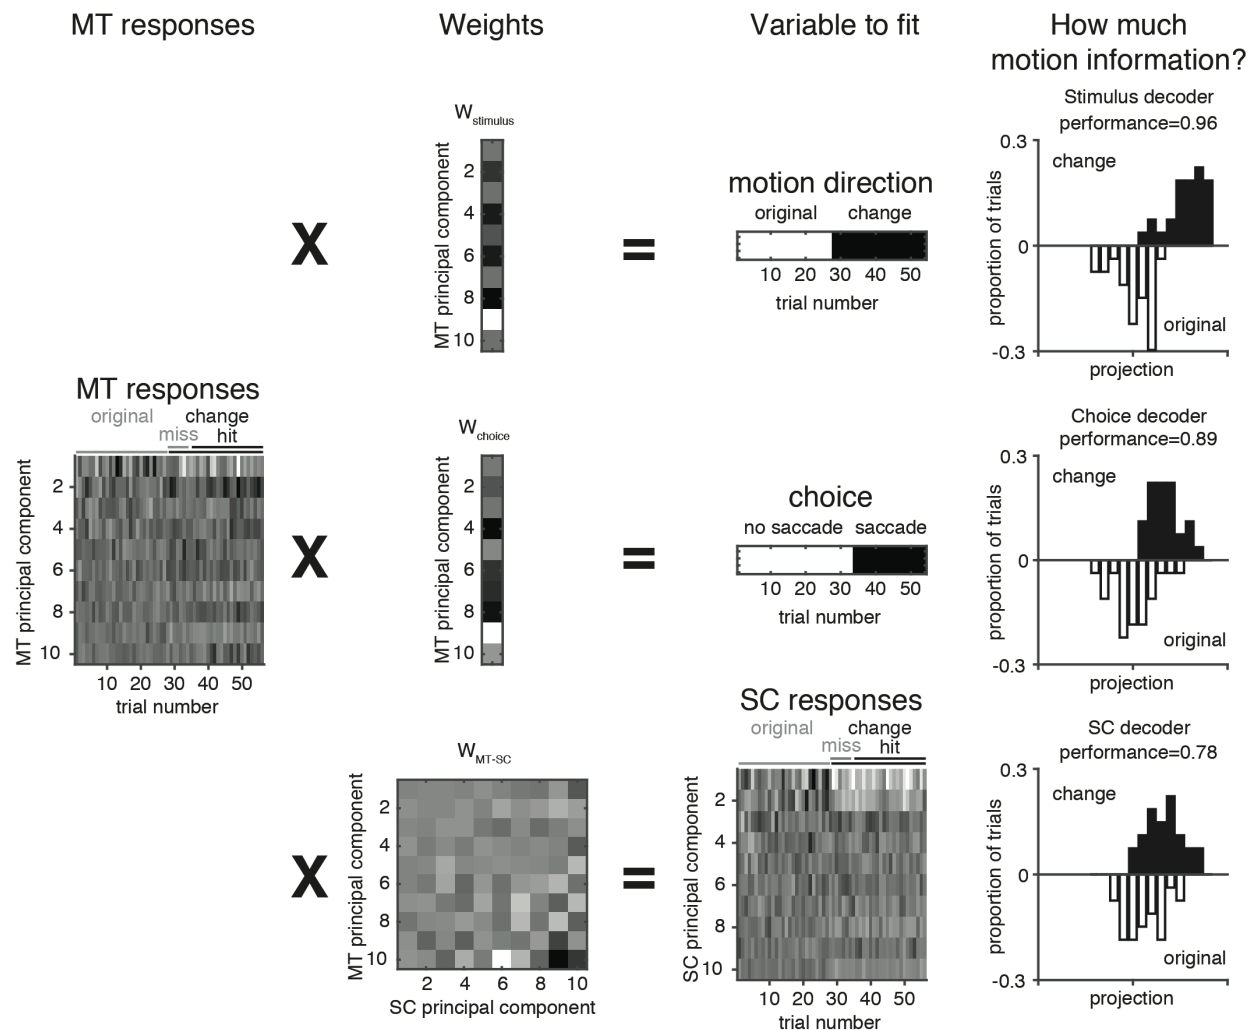 MT responses
Weights
Variable to fit
How much
motion information?
W stimulus
MT principal component
2
4
6
8
10
X
=
motion direction
original change
10 20 30 40 50
trial number
Stimulus decoder
performance=0.96
0.3
change
0
original
-0.3
proportion of trials
projection
MT responses
original
change
miss
hit
MT principal component
2
4
6
8
10
10 20 30 40 50
trial number
X
W choice
MT principal component
2
4
6
8
10
=
choice
no saccade saccade
10 20 30 40 50
trial number
Choice decoder
performance=0.89
0.3
change
0
original
-0.3
proportion of trials
projection
X
W MT-SC
MT principal component
2
4
6
8
10
2 4 6 8 10
SC principal component
=
SC responses
original
change
miss
hit
SC principal component
2
4
6
8
10
10 20 30 40 50
trial number
SC decoder
performance=0.78
0.3
change
0
original
-0.3
proportion of trials
projection